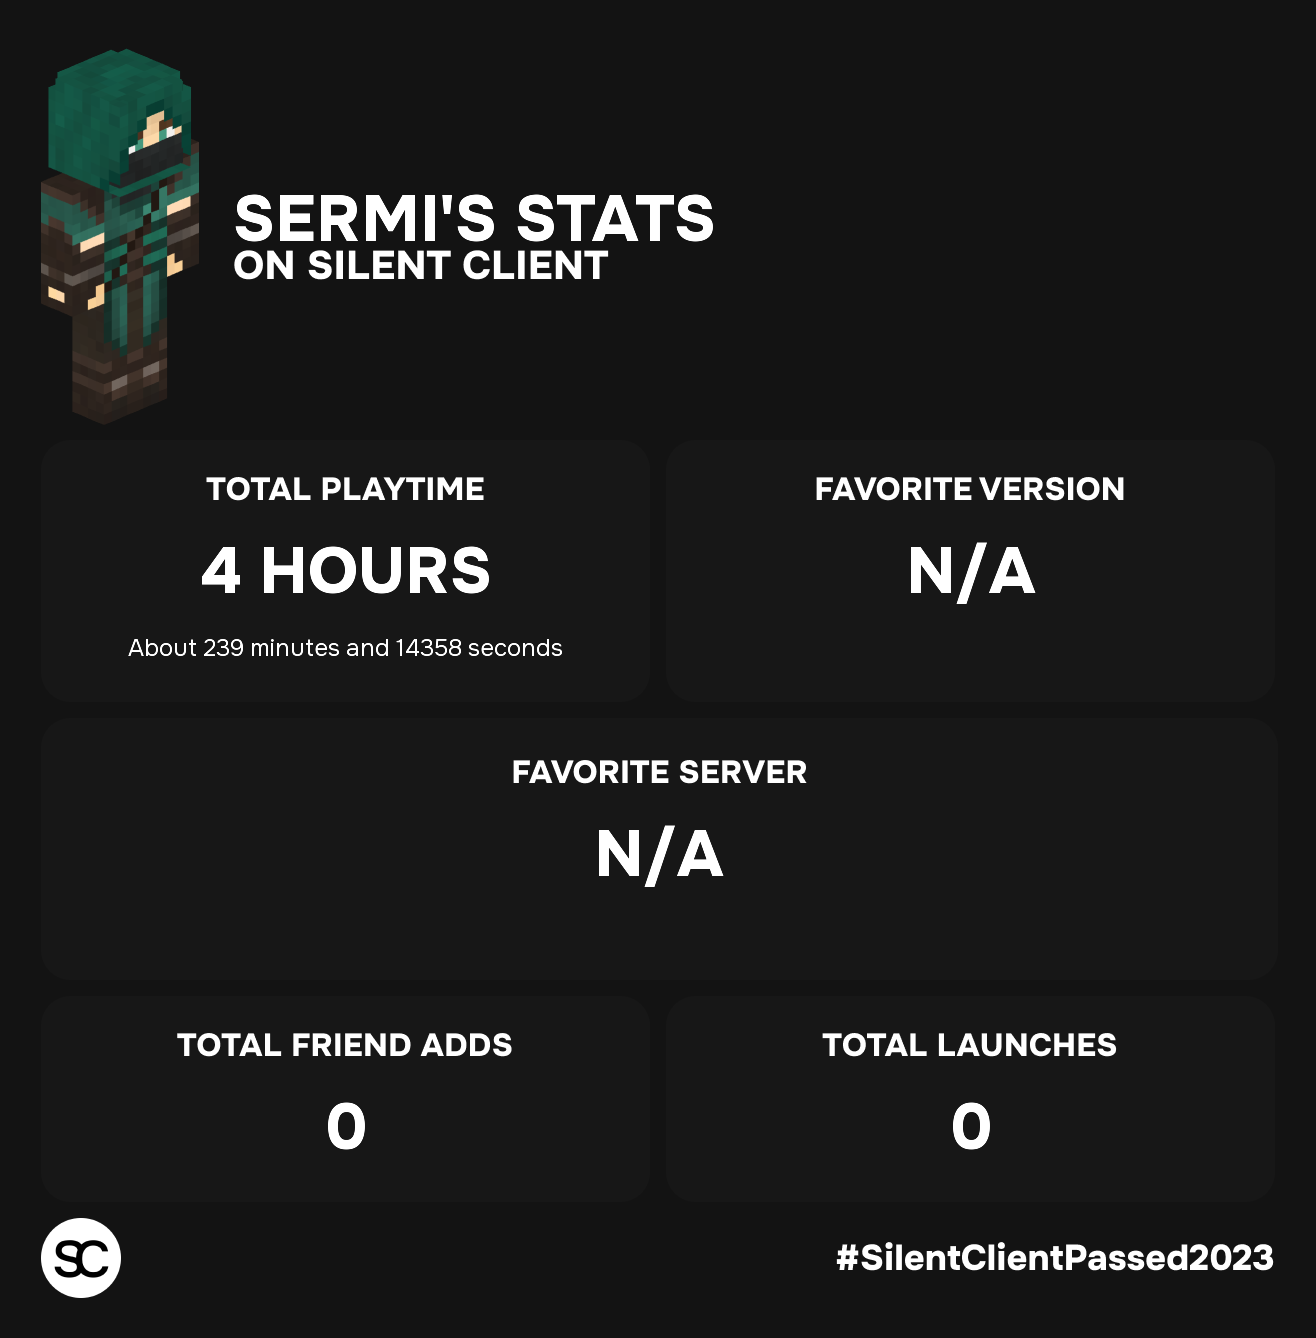 SERMI'S STATS
ON SILENT CLIENT
TOTAL PLAYTIME
4 HOURS
About 239 minutes and 14358 seconds
FAVORITE VERSION
N/A
FAVORITE SERVER
N/A
TOTAL FRIEND ADDS
0
TOTAL LAUNCHES
0
SC
#SilentClientPassed2023